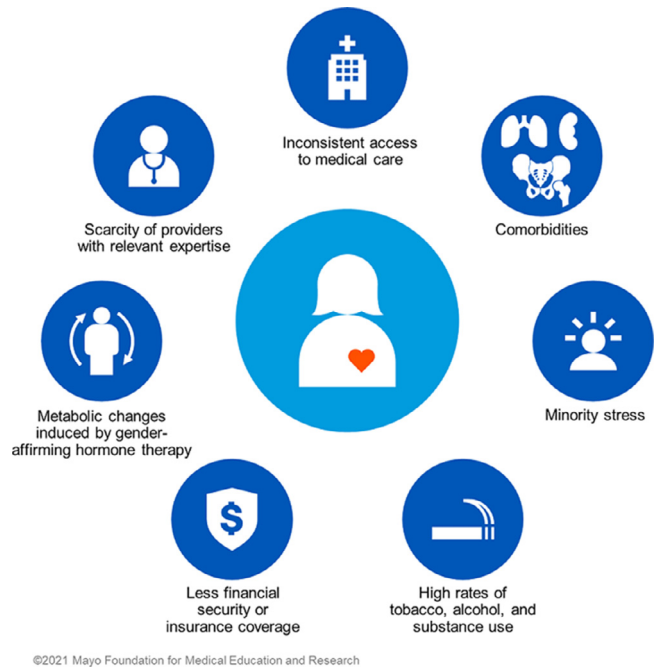 Inconsistent access
to medical care
Scarcity of providers
with relevant expertise
Comorbidities
Metabolic changes
induced by gender-
affirming hormone therapy
Minority stress
$
Less financial
security or
insurance coverage
High rates of
tobacco, alcohol, and
substance use
©2021 Mayo Foundation for Medical Education and Research